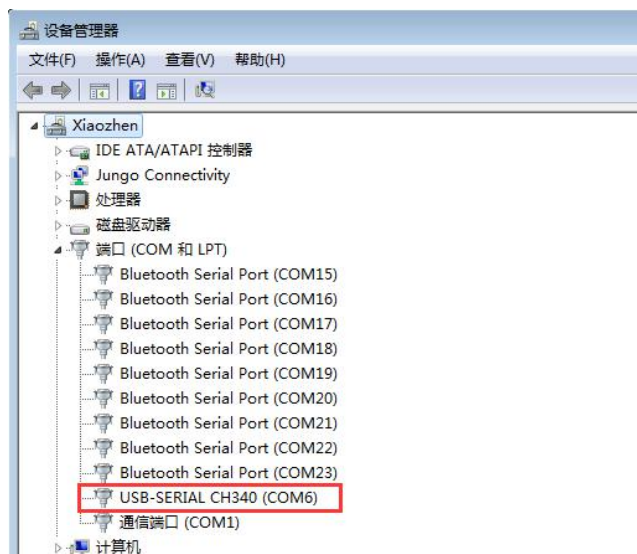 设备管理器
文件(F) 操作(A) 查看(V) 帮助(H)
Xiaozhen
IDE ATA/ATAPI 控制器
Jungo Connectivity
处理器
磁盘驱动器
端口 (COM 和 LPT)
Bluetooth Serial Port (COM15)
Bluetooth Serial Port (COM16)
Bluetooth Serial Port (COM17)
Bluetooth Serial Port (COM18)
Bluetooth Serial Port (COM19)
Bluetooth Serial Port (COM20)
Bluetooth Serial Port (COM21)
Bluetooth Serial Port (COM22)
Bluetooth Serial Port (COM23)
USB-SERIAL CH340 (COM6)
通信端口 (COM1)
计算机